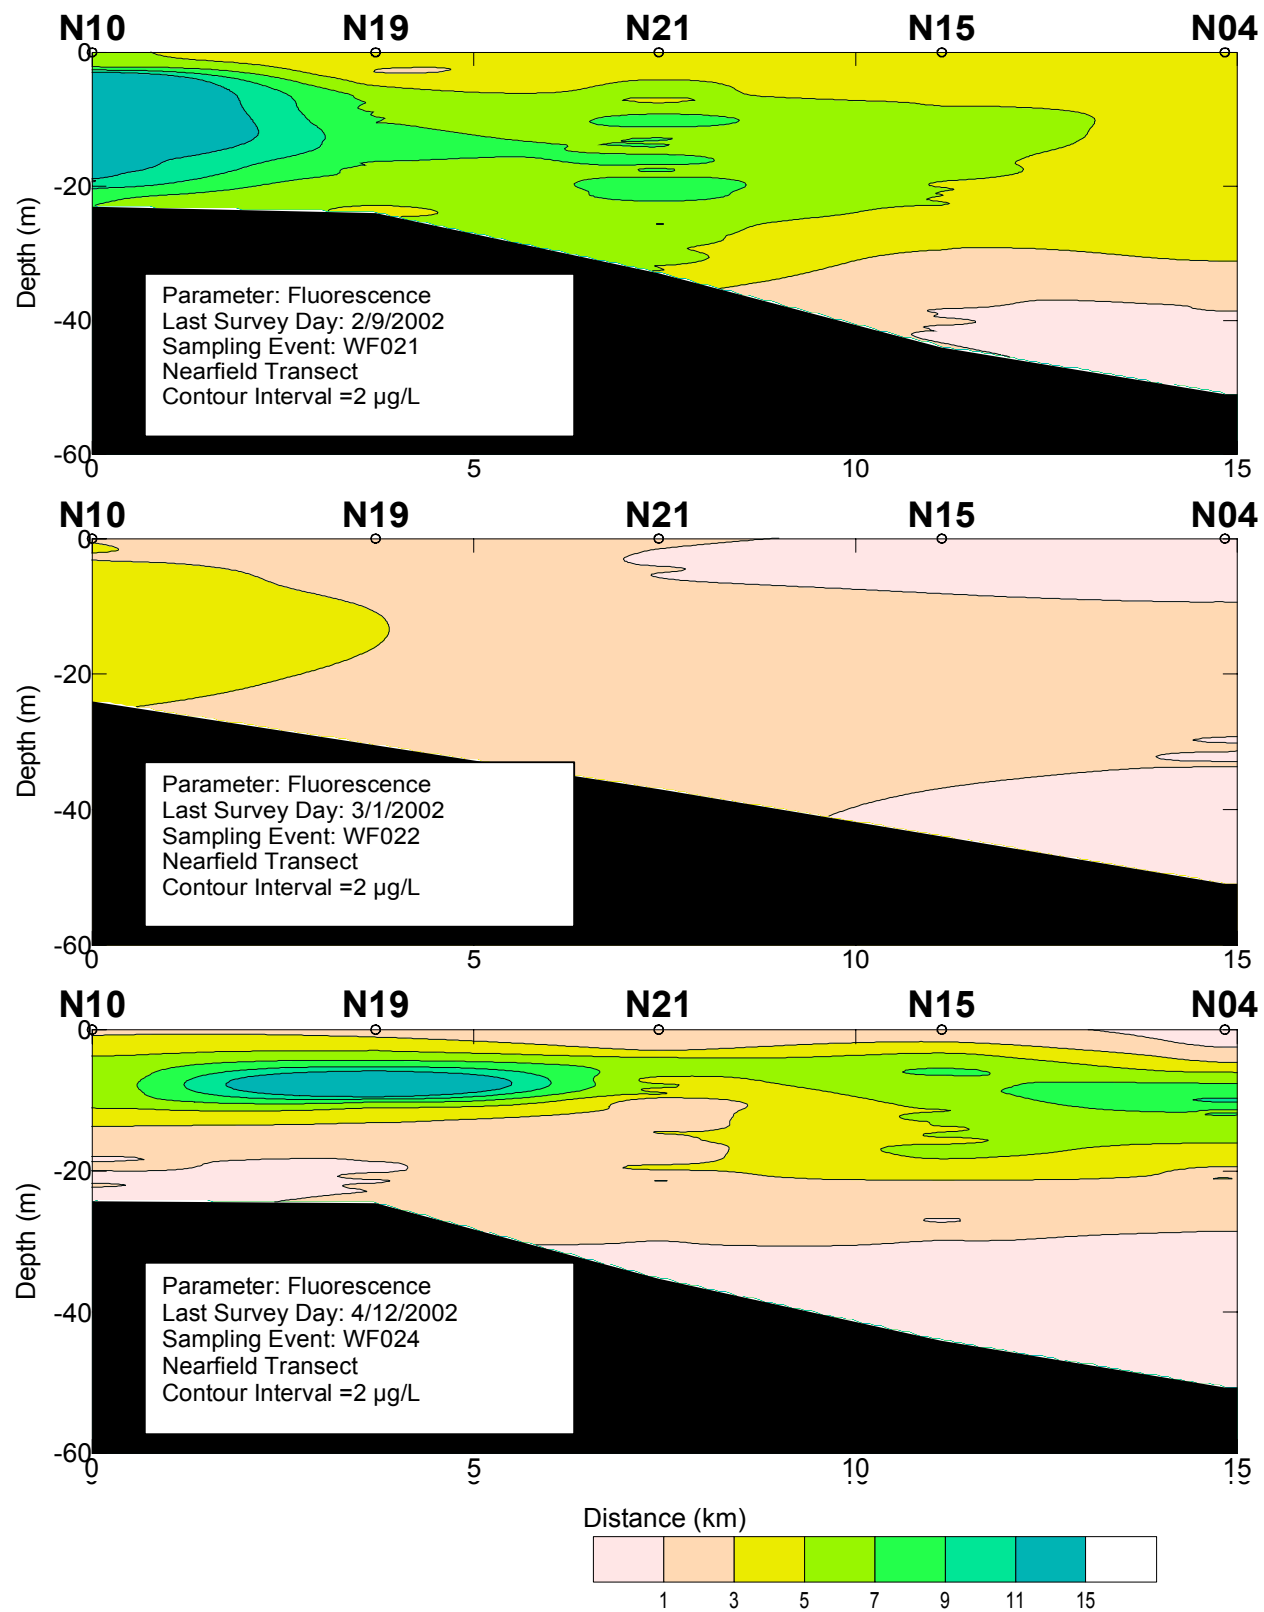 N10 N19 N21 N15 N04
0
-20
-40
-60
Depth (m)
Parameter: Fluorescence
Last Survey Day: 2/9/2002
Sampling Event: WF021
Nearfield Transect
Contour Interval =2 µg/L
0 5 10 15
N10 N19 N21 N15 N04
0
-20
-40
-60
Depth (m)
Parameter: Fluorescence
Last Survey Day: 3/1/2002
Sampling Event: WF022
Nearfield Transect
Contour Interval =2 µg/L
0 5 10 15
N10 N19 N21 N15 N04
0
-20
-40
-60
Depth (m)
Parameter: Fluorescence
Last Survey Day: 4/12/2002
Sampling Event: WF024
Nearfield Transect
Contour Interval =2 µg/L
0 5 10 15
Distance (km)
1 3 5 7 9 11 15